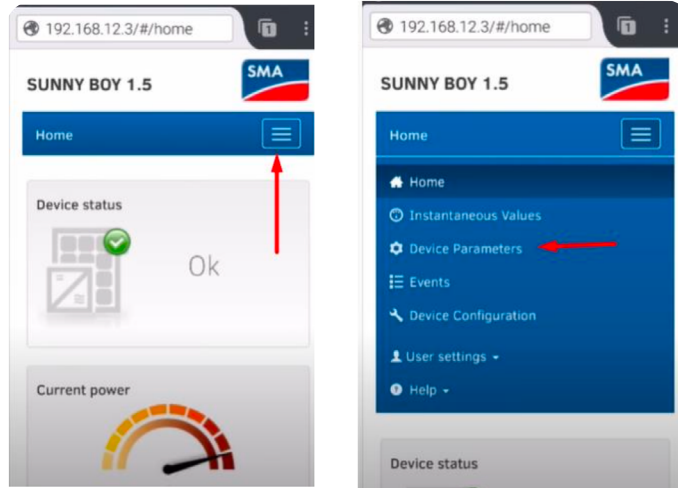 192.168.12.3/#/home
1
SUNNY BOY 1.5
SMA
Home
Device status
Ok
Current power
192.168.12.3/#/home
1
SUNNY BOY 1.5
SMA
Home
Home
Instantaneous Values
Device Parameters
Events
Device Configuration
User settings
Help
Device status